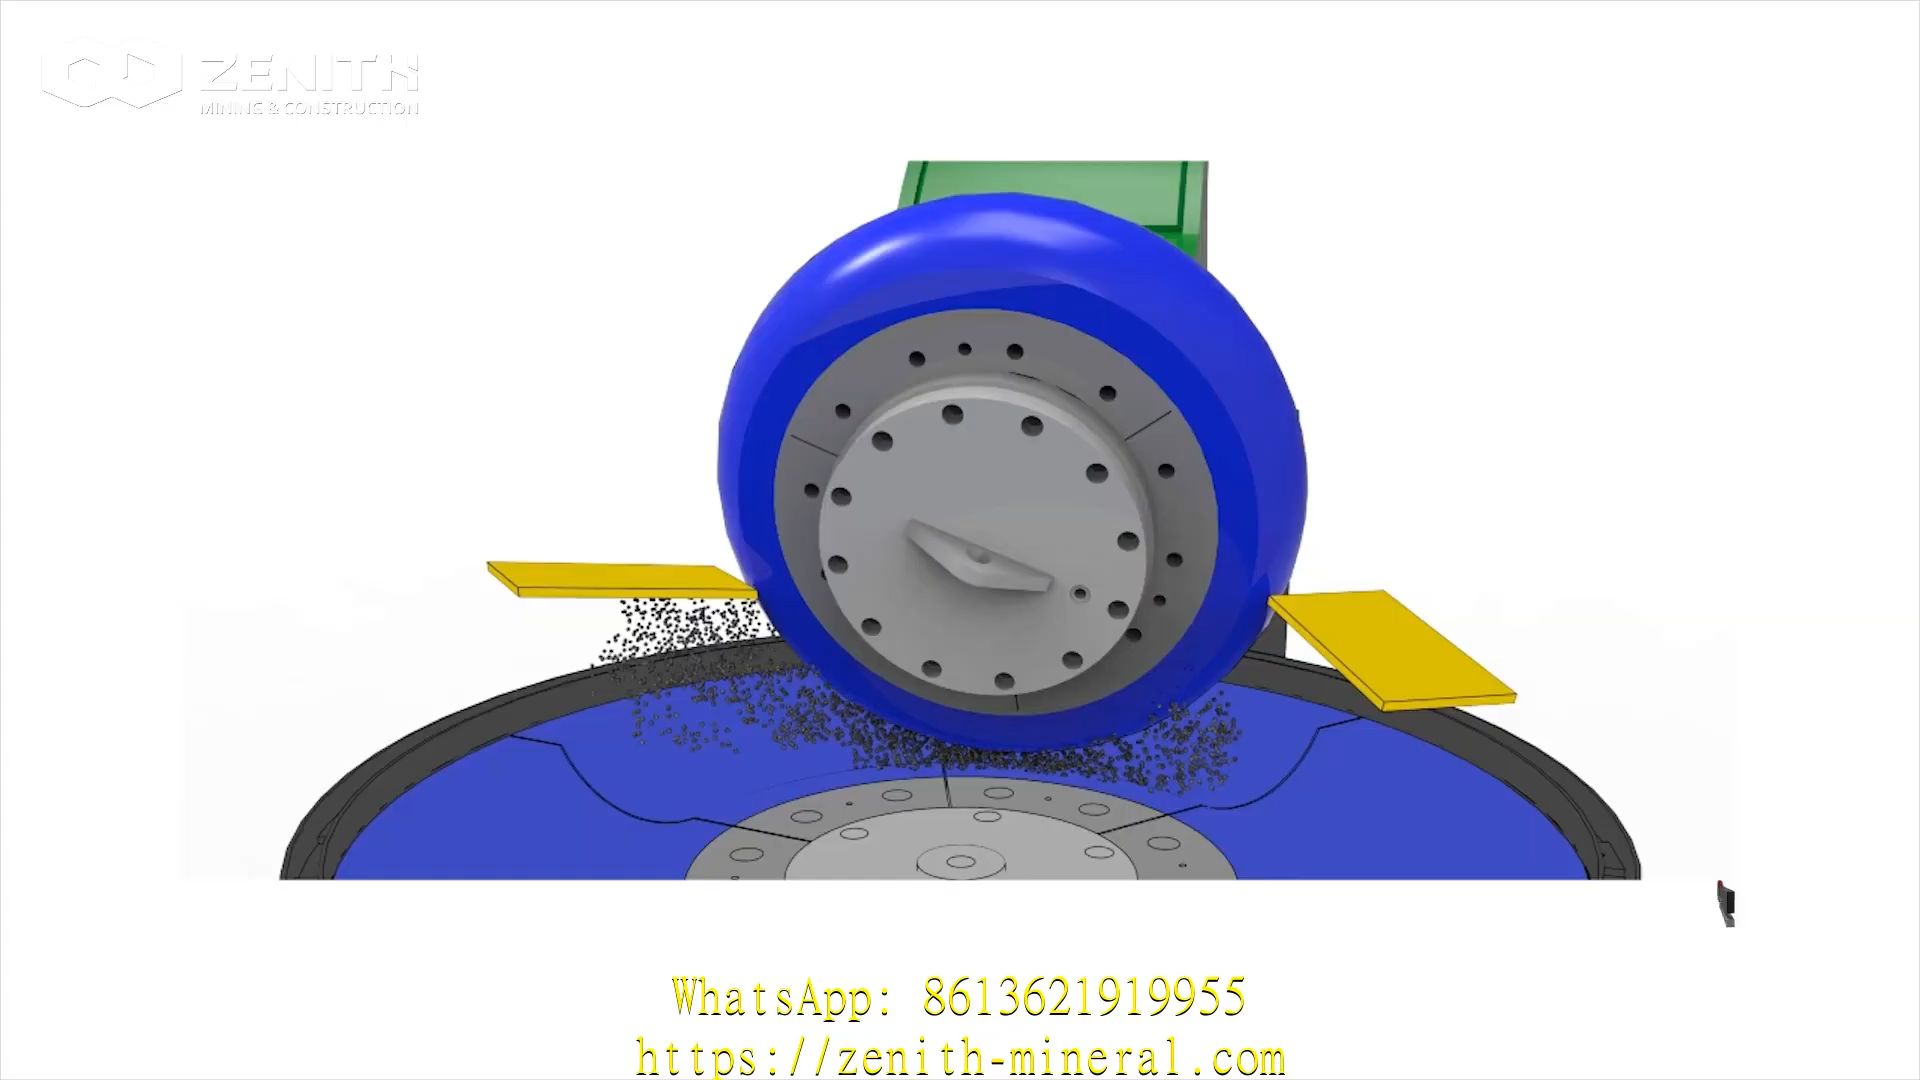 ZENITH
MINING & CONSTRUCTION
WhatsApp: 8613621919955
https://zenith-mineral.com